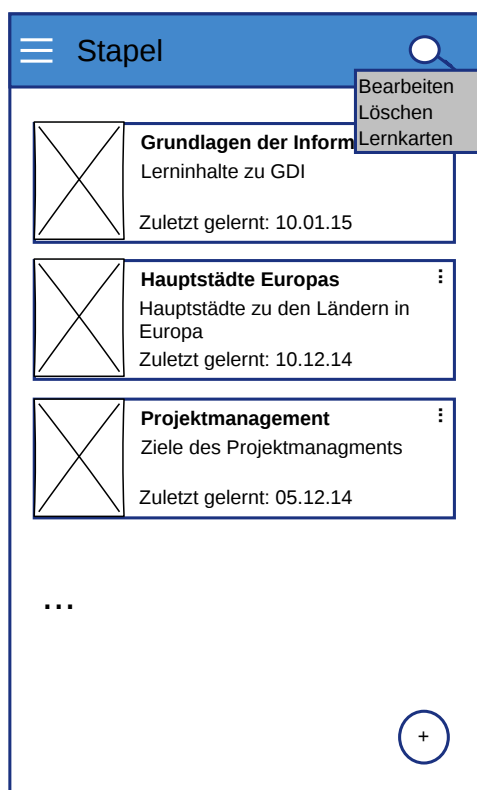 Stapel
Bearbeiten
Löschen
Lernkarten
Grundlagen der Inform
Lerninhalte zu GDI
Zuletzt gelernt: 10.01.15
Hauptstädte Europas
Hauptstädte zu den Ländern in
Europa
Zuletzt gelernt: 10.12.14
Projektmanagement
Ziele des Projektmanagments
Zuletzt gelernt: 05.12.14
...
+